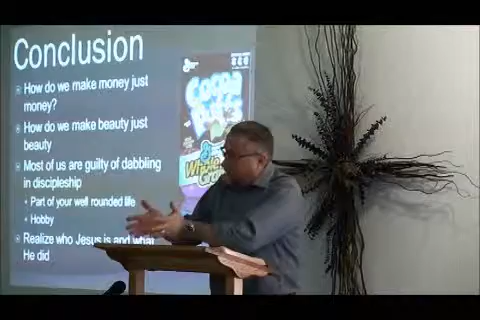 Conclusion
How do we make money just
money?
How do we make beauty just
beauty
Most of us are guilty of dabbling
in discipleship
Part of your well rounded life
Hobby
Realize who Jesus is and what
He did
Cocoa
Puffs
Whole
Grain